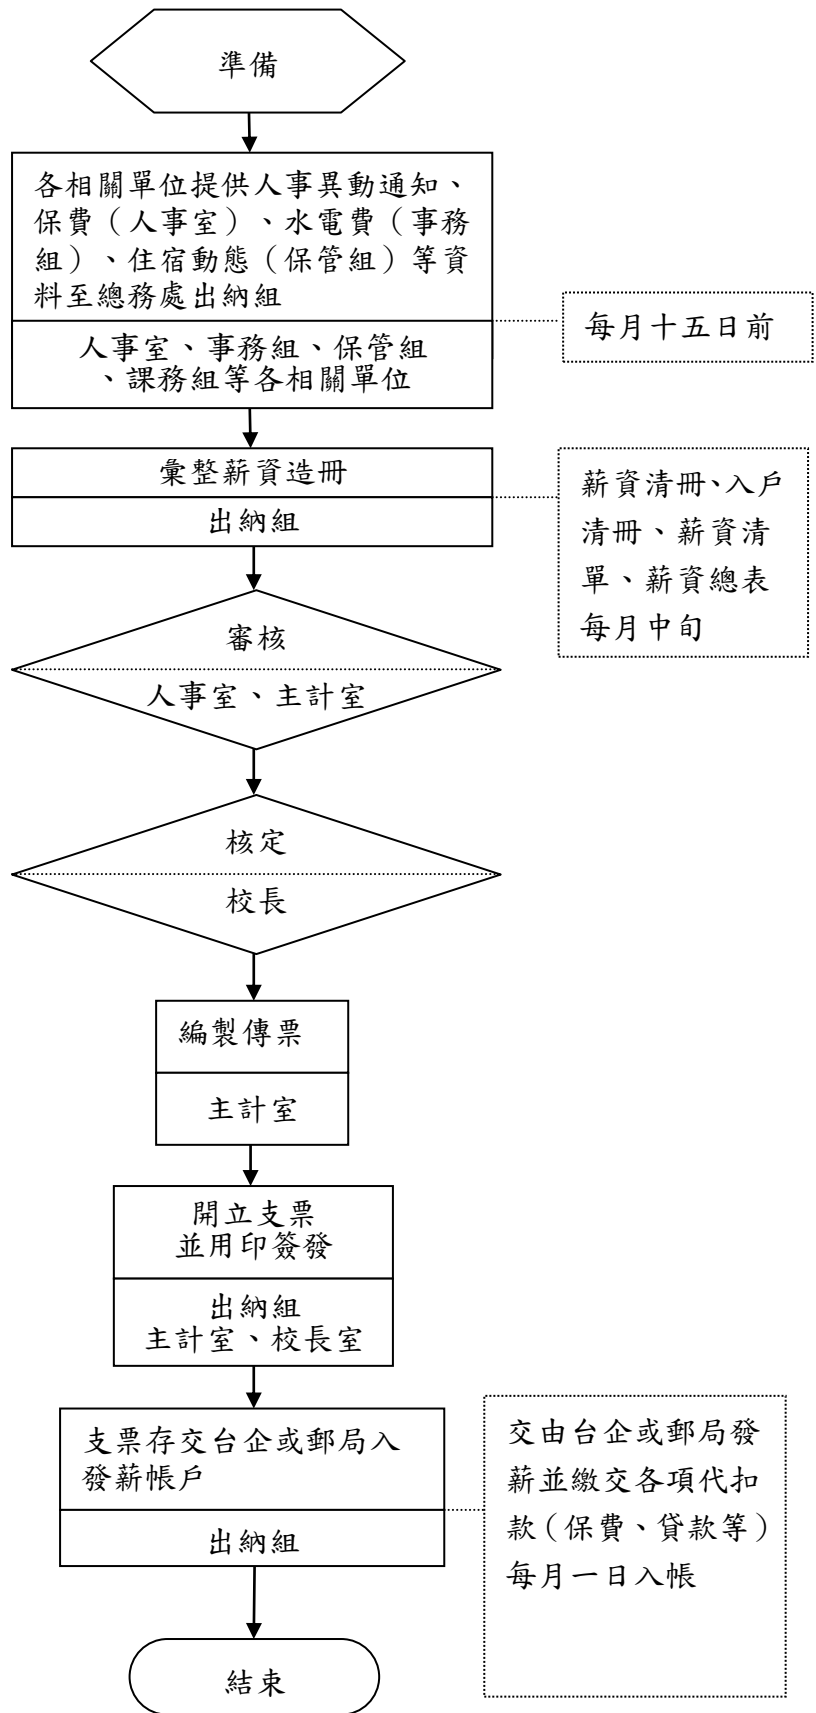 準備
各相關單位提供人事異動通知、
保費（人事室）、水電費（事務
組）、住宿動態（保管組）等資
料至總務處出納組
人事室、事務組、保管組
、課務組等各相關單位
每月十五日前
彙整薪資造冊
出納組
薪資清冊、入戶
清冊、薪資清
單、薪資總表
每月中旬
審核
人事室、主計室
核定
校長
編製傳票
主計室
開立支票
並用印簽發
出納組
主計室、校長室
支票存交台企或郵局入
發薪帳戶
出納組
交由台企或郵局發
薪並繳交各項代扣
款（保費、貸款等）
每月一日入帳
結束